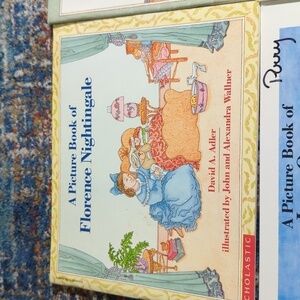 A Picture Book of
Florence Nightingale
David A. Adler
illustrated by John and Alexandra Wallner
SCHOLASTIC
A Picture Book of